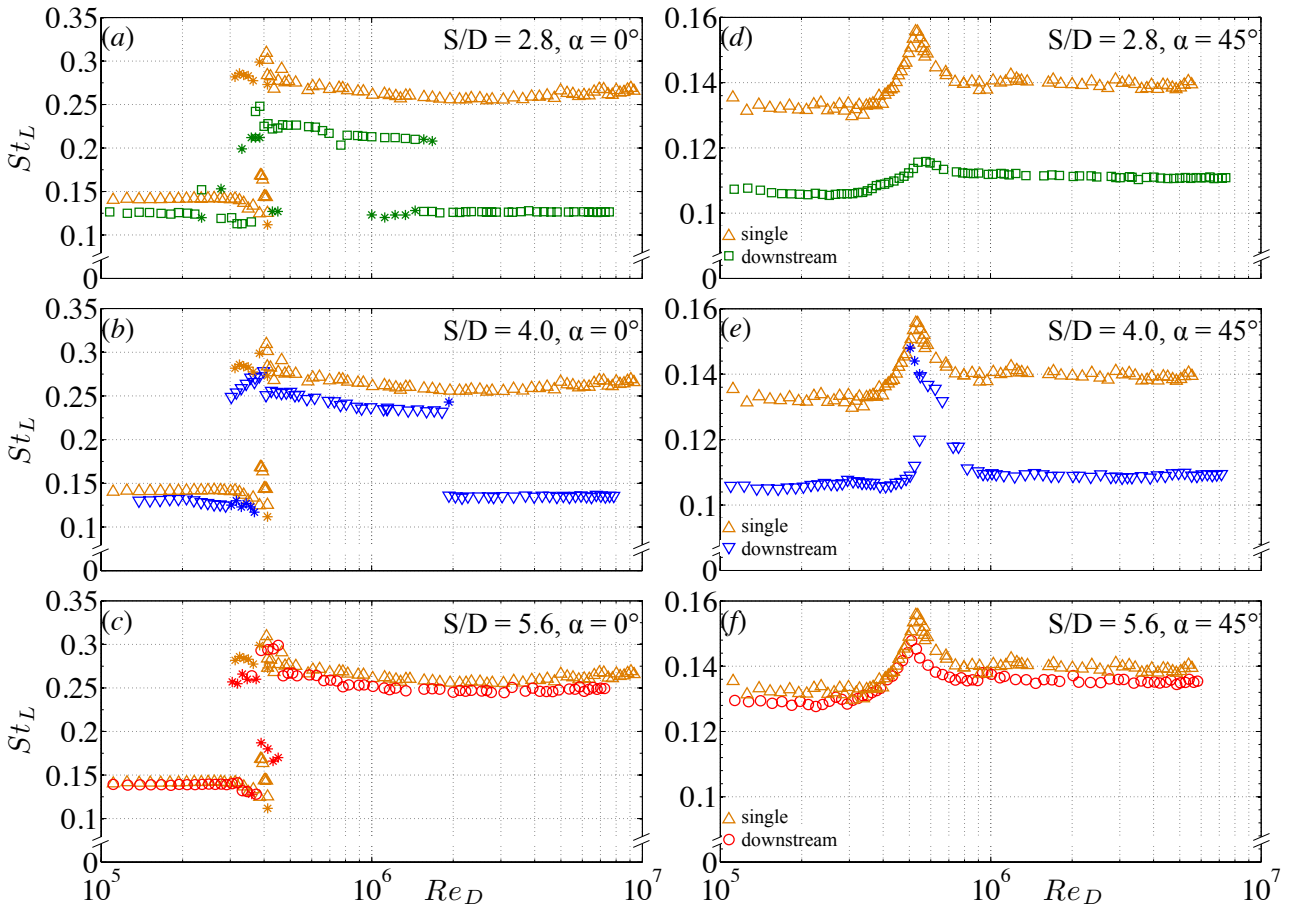 0.35
0.3
0.25
0.2
0.15
0.1
0
St_L
(a)
S/D = 2.8, α = 0°
0.16
0.14
0.12
0.1
0
(d)
S/D = 2.8, α = 45°
single
downstream
0.35
0.3
0.25
0.2
0.15
0.1
0
St_L
(b)
S/D = 4.0, α = 0°
0.16
0.14
0.12
0.1
0
(e)
S/D = 4.0, α = 45°
single
downstream
0.35
0.3
0.25
0.2
0.15
0.1
0
St_L
(c)
S/D = 5.6, α = 0°
10^5
10^6
Re_D
10^7
0.16
0.14
0.12
0.1
0
(f)
S/D = 5.6, α = 45°
single
downstream
10^5
10^6
Re_D
10^7